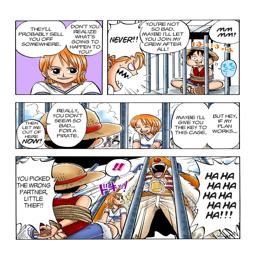 THEY'LL
PROBABLY SELL
YOU OFF
SOMEWHERE.
DON'T YOU
REALIZE
WHAT'S
GOING TO
HAPPEN TO
YOU?
NEVER!!
YOU'RE NOT
SO BAD.
MAYBE I'LL LET
YOU JOIN MY
CREW AFTER
ALL!
MM
MM!
THEN LET
ME OUT
OF HERE
NOW!
REALLY,
YOU DON'T
SEEM SO
BAD...
FOR A
PIRATE.
MAYBE I'LL
GIVE YOU
THE KEY TO
THIS CAGE.
BUT HEY,
IF MY
PLAN
WORKS...
YOU PICKED
THE WRONG
PARTNER,
LITTLE
THIEF!
!!
ドキッ
HA HA
HA HA
HA HA
HA HA
HA!!!